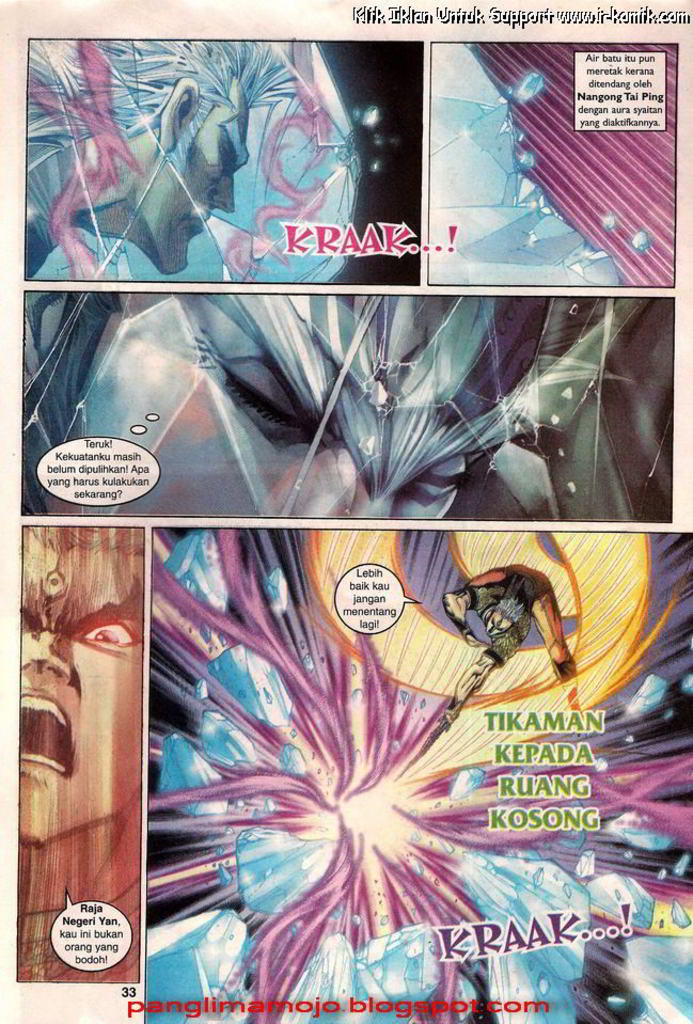 Klik Iklan Untuk Support www.ir-komik.com
KRAAK...!
Air batu itu pun
meretak kerana
ditendang oleh
Nangong Tai Ping
dengan aura syaitan
yang diaktifkannya.
Teruk!
Kekuatanku masih
belum dipulihkan! Apa
yang harus kulakukan
sekarang?
Lebih
baik kau
jangan
menentang
lagi!
TIKAMAN
KEPADA
RUANG
KOSONG
Raja
Negeri Yan,
kau ini bukan
orang yang
bodoh!
KRAAK...!
33
panglimamojo.blogspot.com